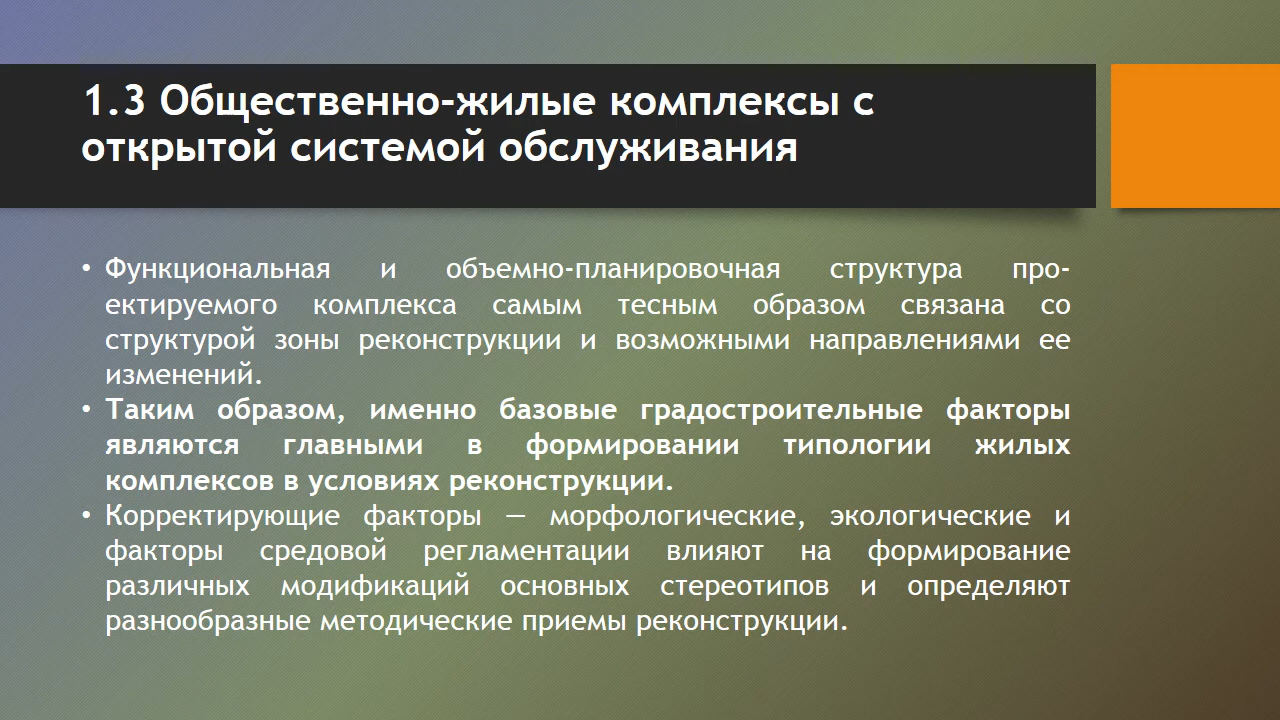 1.3 Общественно-жилые комплексы с
открытой системой обслуживания
• Функциональная и объемно-планировочная структура про-
ектируемого комплекса самым тесным образом связана со
структурой зоны реконструкции и возможными направлениями ее
изменений.
• Таким образом, именно базовые градостроительные факторы
являются главными в формировании типологии жилых
комплексов в условиях реконструкции.
• Корректирующие факторы — морфологические, экологические и
факторы средовой регламентации влияют на формирование
различных модификаций основных стереотипов и определяют
разнообразные методические приемы реконструкции.